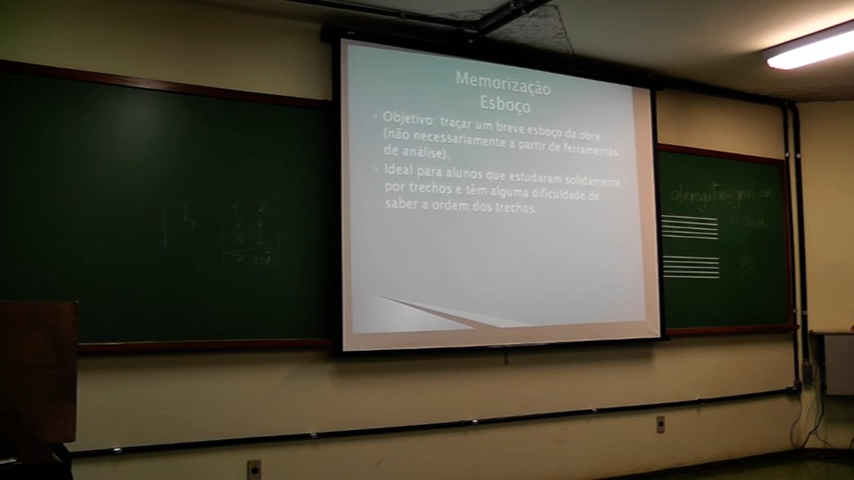 Memorização
Esboço
Objetivo: traçar um breve esboço da obra
(não necessariamente a partir de ferramentas
de análise).
Ideal para alunos que estudaram solidamente
por trechos e têm alguma dificuldade de
saber a ordem dos trechos.